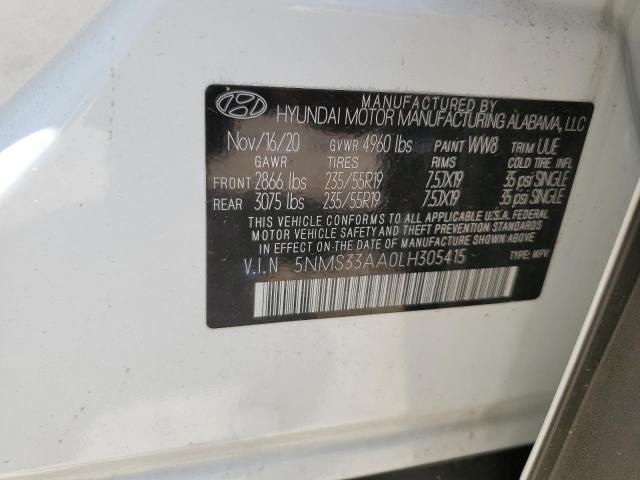 MANUFACTURED BY
HYUNDAI MOTOR MANUFACTURING ALABAMA, LLC
Nov/16/20 GVWR 4960 lbs PAINT WW8 TRIM UUE
GAWR TIRES RIMS COLD TIRE INFL
FRONT 2866 lbs 235/55R19 7.5JX19 35 psi SINGLE
REAR 3075 lbs 235/55R19 7.5JX19 35 psi SINGLE
THIS VEHICLE CONFORMS TO ALL APPLICABLE U.S.A. FEDERAL
MOTOR VEHICLE SAFETY AND THEFT PREVENTION STANDARDS
IN EFFECT ON THE DATE OF MANUFACTURE SHOWN ABOVE.
V.I.N 5NMS33AA0LH305415 TYPE: MPV